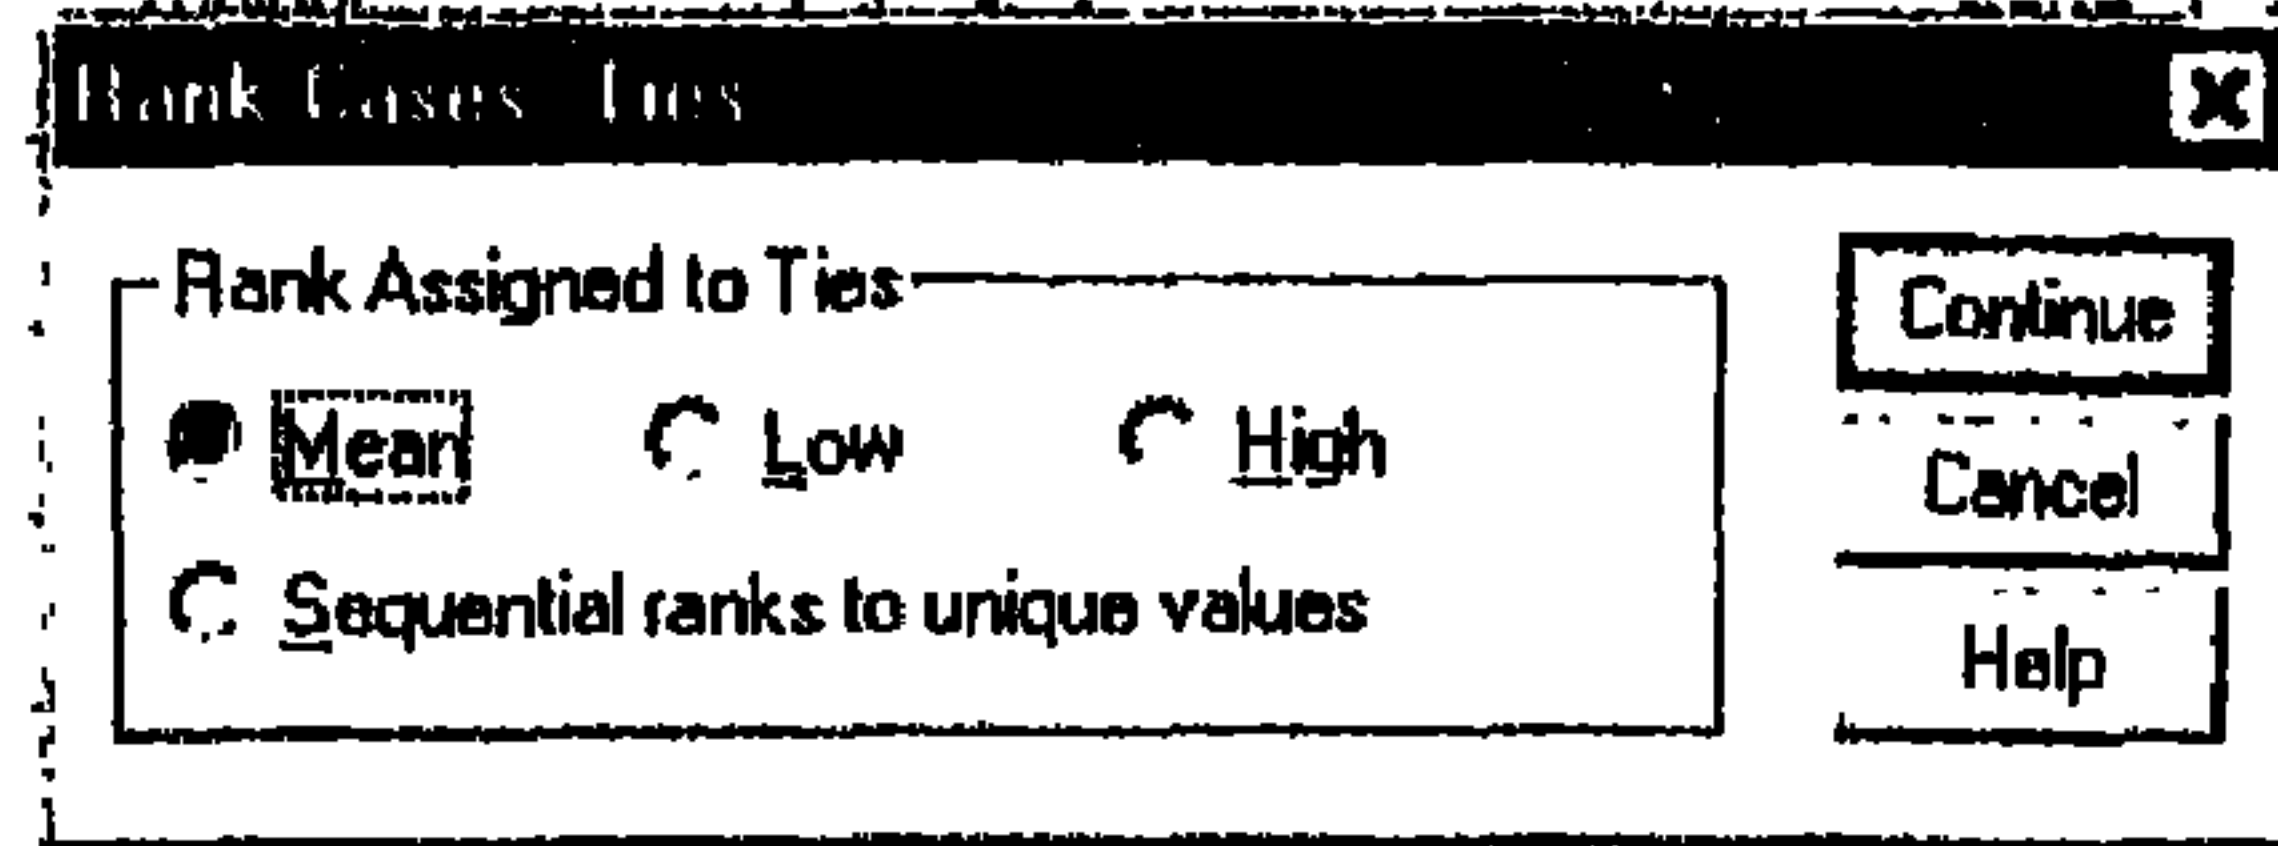 Rank Cases Ties
Rank Assigned to Ties
Mean Low High
Sequential ranks to unique values
Continue
Cancel
Help